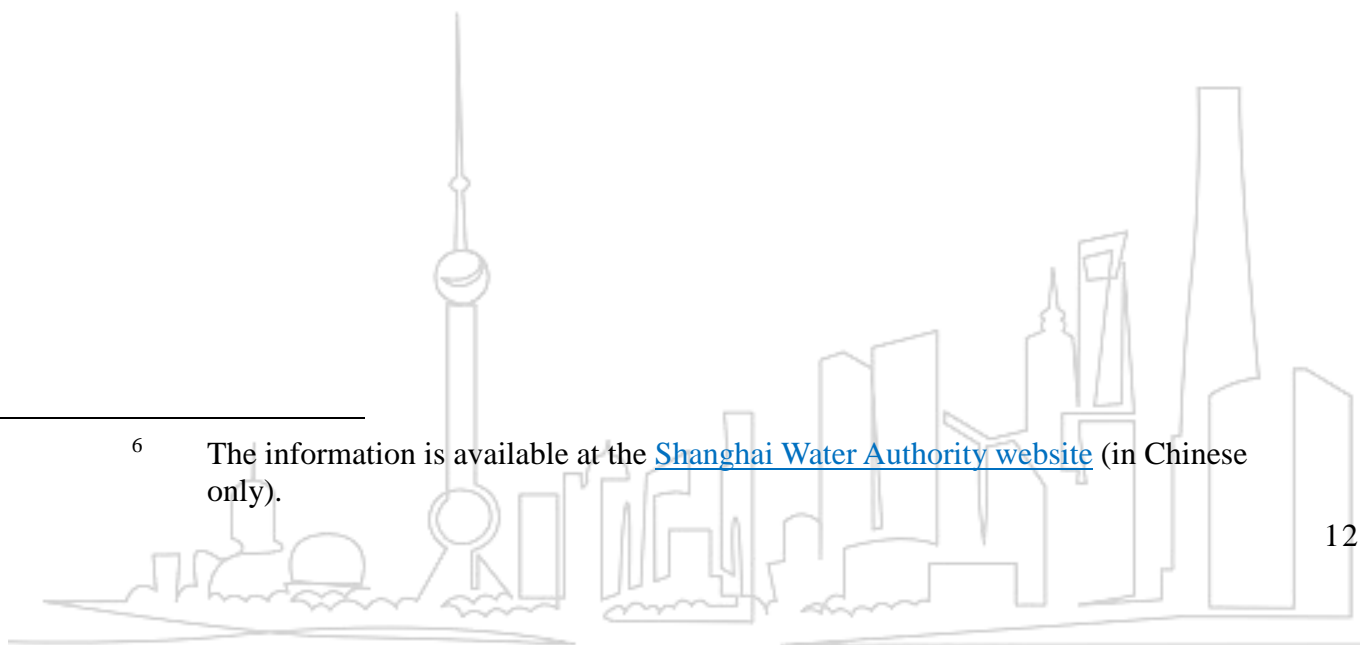 6 The information is available at the Shanghai Water Authority website (in Chinese
only).
12